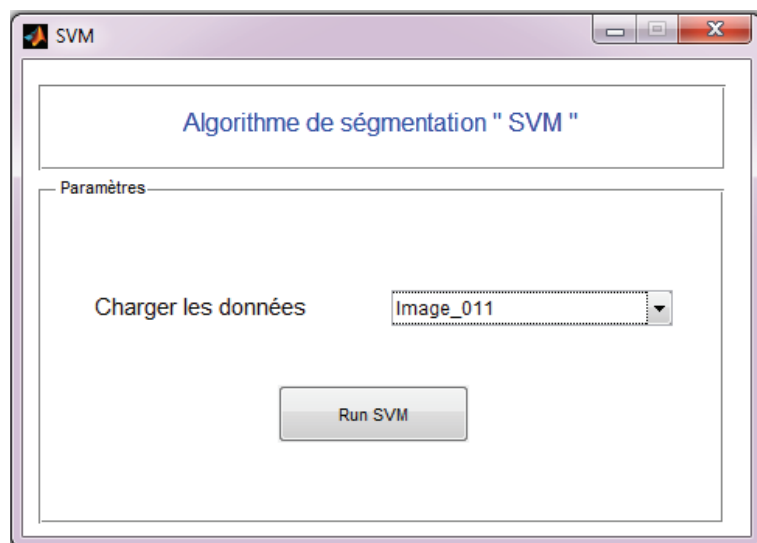 SVM
Algorithme de ségmentation " SVM "
Paramètres
Charger les données
Image_011
Run SVM